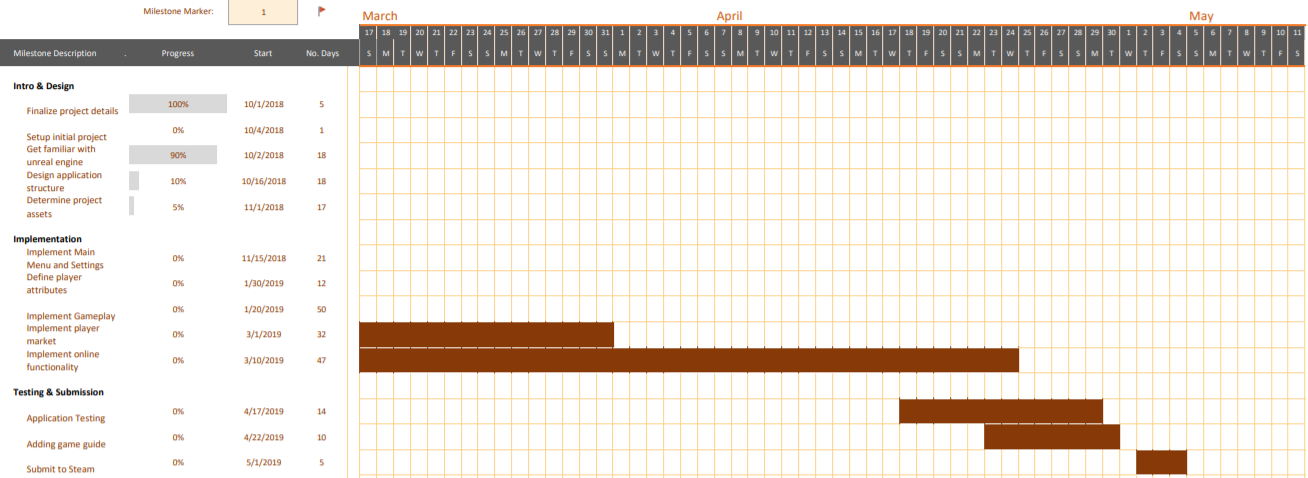 Milestone Marker: 1
March April May
17 18 19 20 21 22 23 24 25 26 27 28 29 30 31 1 2 3 4 5 6 7 8 9 10 11 12 13 14 15 16 17 18 19 20 21 22 23 24 25 26 27 28 29 30 1 2 3 4 5 6 7 8 9 10 11
Milestone Description . Progress Start No. Days S M T W T F S S M T W T F S S M T W T F S S M T W T F S S M T W T F S S M T W T F S S M T W T F S S M T W T F S
Intro & Design
Finalize project details 100% 10/1/2018 5
Setup initial project 0% 10/4/2018 1
Get familiar with
unreal engine 90% 10/2/2018 18
Design application
structure 10% 10/16/2018 18
Determine project
assets 5% 11/1/2018 17
Implementation
Implement Main
Menu and Settings 0% 11/15/2018 21
Define player
attributes 0% 1/30/2019 12
Implement Gameplay 0% 1/20/2019 50
Implement player
market 0% 3/1/2019 32
Implement online
functionality 0% 3/10/2019 47
Testing & Submission
Application Testing 0% 4/17/2019 14
Adding game guide 0% 4/22/2019 10
Submit to Steam 0% 5/1/2019 5